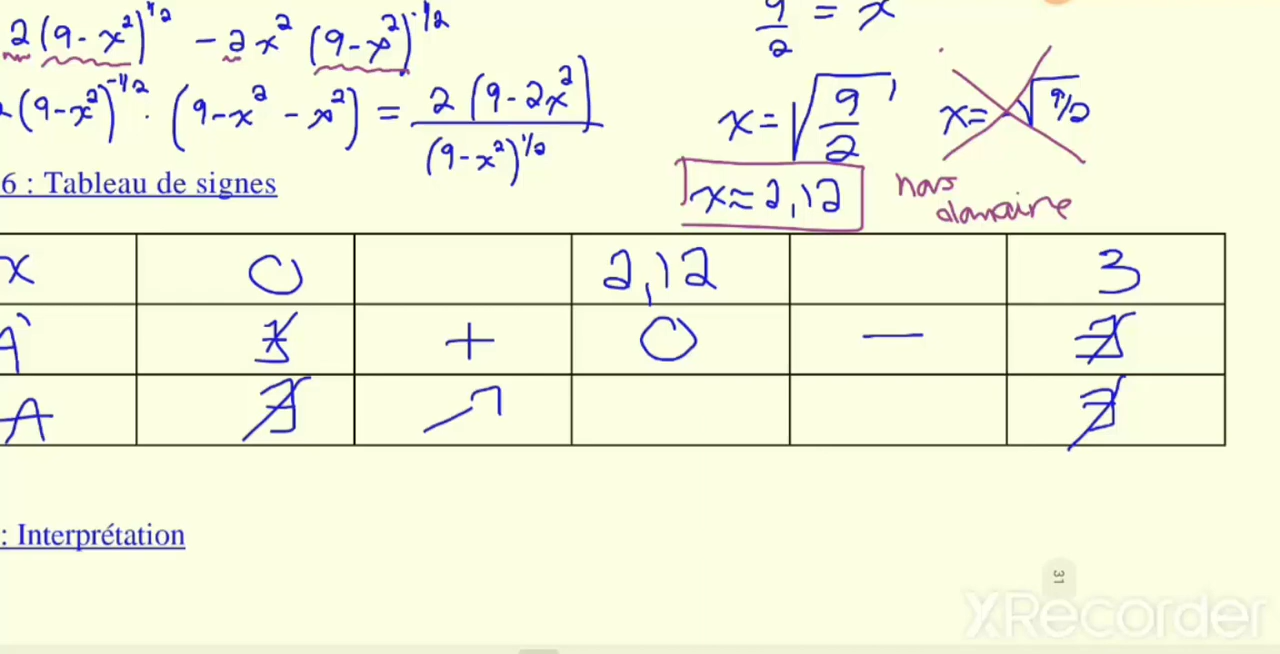 2(9-x²)^1/2 - 2x²(9-x²)^-1/2
(9-x²)^-1/2 · (9-x² - x²) = 2(9-2x²) / (9-x²)^1/2
9/2 = x
x = √9/2
x = √9/2
x ≈ 2,12
hors domaine
6 : Tableau de signes
x 0 2,12 3
A' ∄ + 0 - ∄
A ∄ ↗ ∄
: Interprétation
31
XRecorder